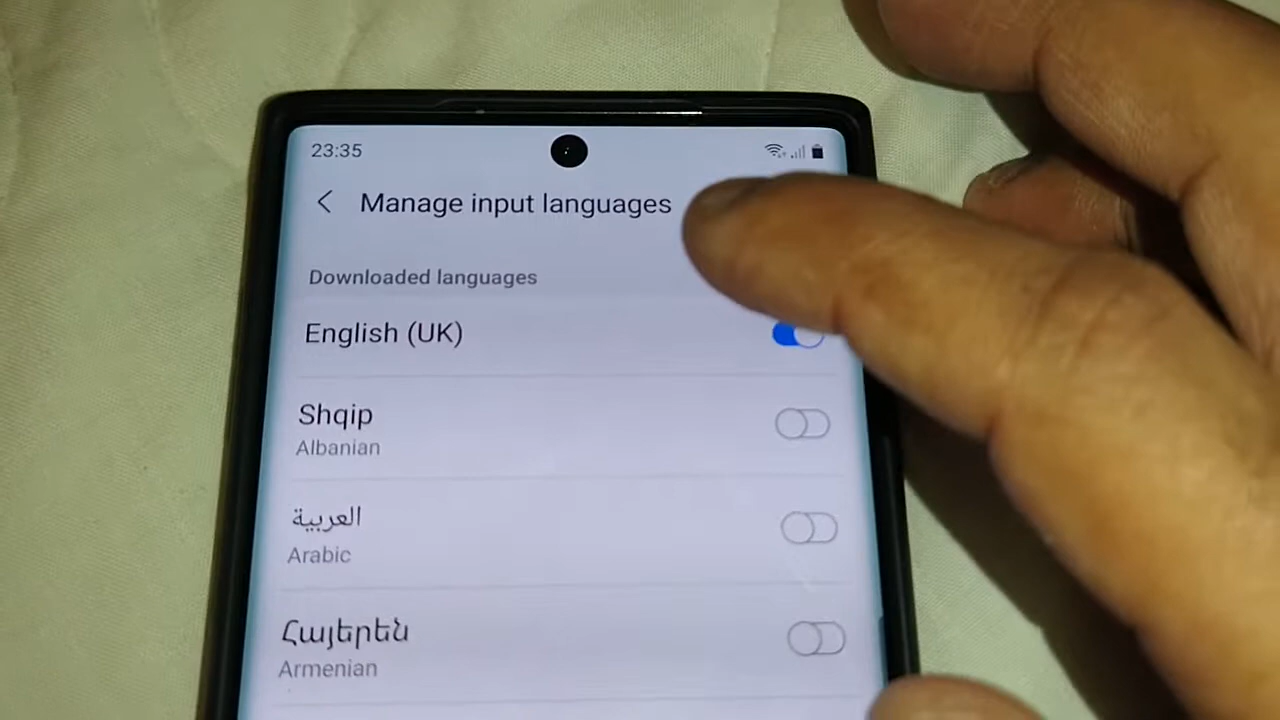 23:35
Manage input languages
Downloaded languages
English (UK)
Shqip
Albanian
العربية
Arabic
Հայերեն
Armenian